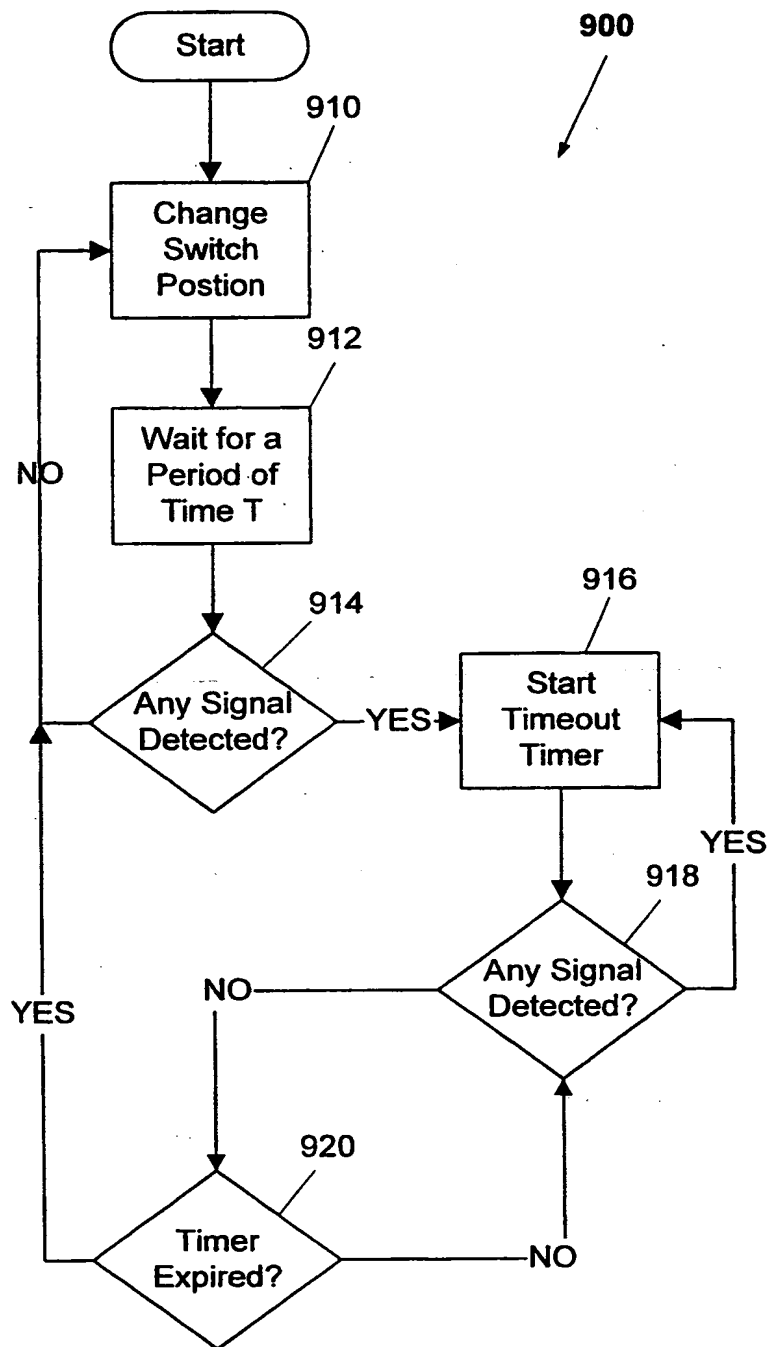 Start
900
910
Change
Switch
Postion
912
Wait for a
Period of
Time T
NO
914
Any Signal
Detected?
YES
916
Start
Timeout
Timer
YES
918
Any Signal
Detected?
NO
YES
920
Timer
Expired?
NO